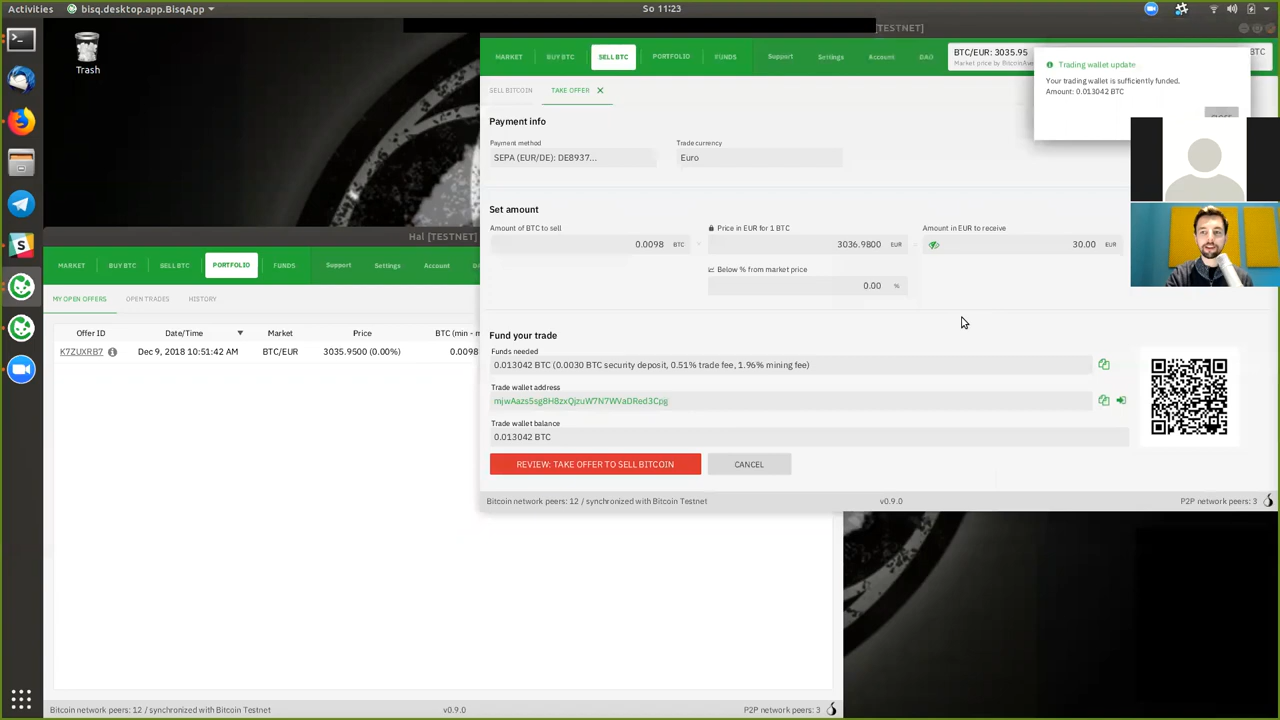 Activities
bisq.desktop.app.BisqApp
So 11:23
Trash
[TESTNET]
MARKET
BUY BTC
SELL BTC
PORTFOLIO
FUNDS
Support
Settings
Account
DAO
BTC/EUR: 3035.95
Market price by BitcoinAve
BTC
Trading wallet update
Your trading wallet is sufficiently funded.
Amount: 0.013042 BTC
CLOSE
SELL BITCOIN
TAKE OFFER
Payment info
Payment method
Trade currency
SEPA (EUR/DE): DE8937...
Euro
Set amount
Amount of BTC to sell
Price in EUR for 1 BTC
Amount in EUR to receive
0.0098 BTC
3036.9800 EUR
30.00 EUR
Below % from market price
0.00 %
Fund your trade
Funds needed
0.013042 BTC (0.0030 BTC security deposit, 0.51% trade fee, 1.96% mining fee)
Trade wallet address
mjwAazs5sg8H8zxQjzuW7N7WVaDRed3Cpg
Trade wallet balance
0.013042 BTC
REVIEW: TAKE OFFER TO SELL BITCOIN
CANCEL
Bitcoin network peers: 12 / synchronized with Bitcoin Testnet
v0.9.0
P2P network peers: 3
Hal [TESTNET]
MARKET
BUY BTC
SELL BTC
PORTFOLIO
FUNDS
Support
Settings
Account
MY OPEN OFFERS
OPEN TRADES
HISTORY
Offer ID
Date/Time
Market
Price
BTC (min - m
K7ZUXRB7
Dec 9, 2018 10:51:42 AM
BTC/EUR
3035.9500 (0.00%)
0.0098
Bitcoin network peers: 12 / synchronized with Bitcoin Testnet
v0.9.0
P2P network peers: 3